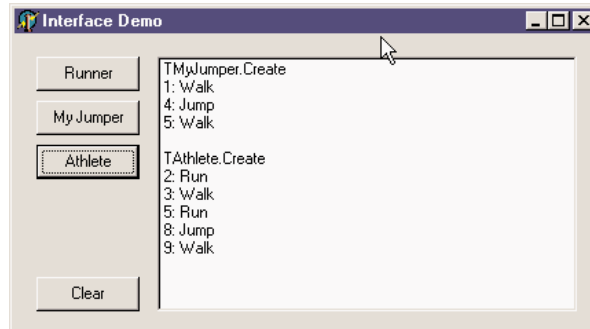 Interface Demo
Runner
My Jumper
Athlete
Clear
TMyJumper.Create
1: Walk
4: Jump
5: Walk
TAthlete.Create
2: Run
3: Walk
5: Run
8: Jump
9: Walk